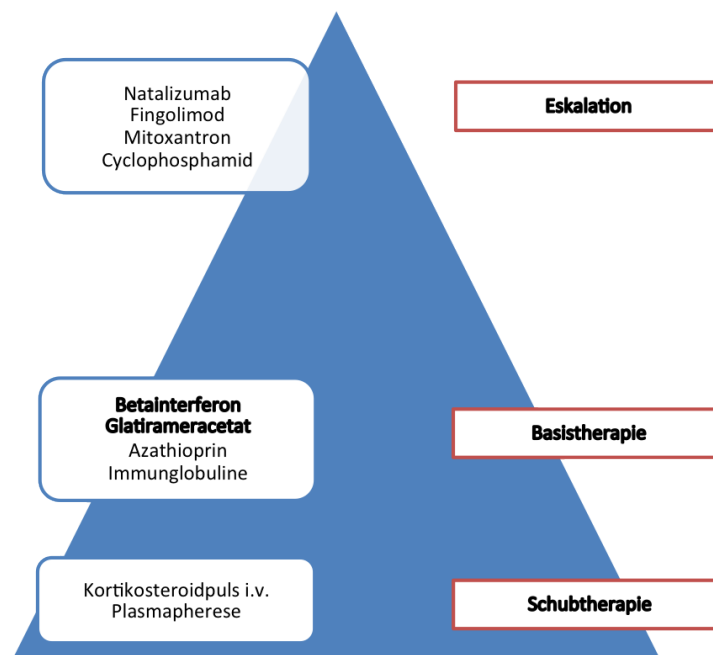 Natalizumab
Fingolimod
Mitoxantron
Cyclophosphamid
Eskalation
Betainterferon
Glatirameracetat
Azathioprin
Immunglobuline
Basistherapie
Kortikosteroidpuls i.v.
Plasmapherese
Schubtherapie